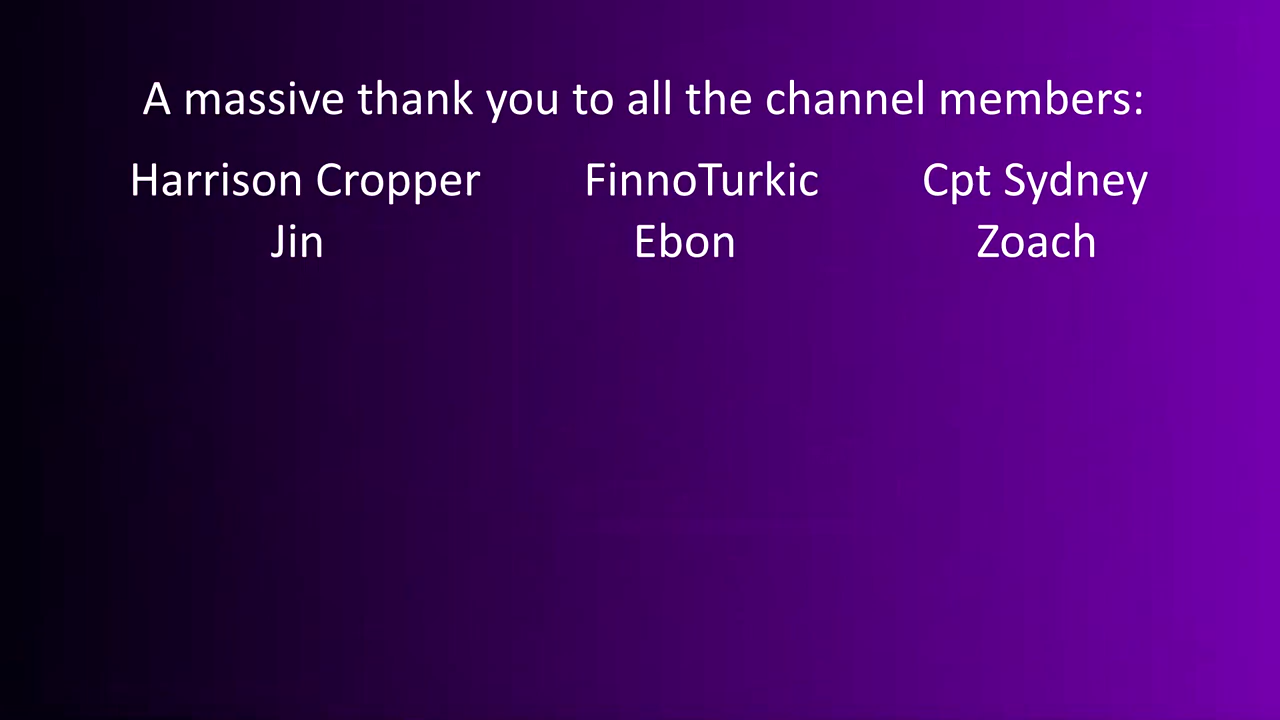 A massive thank you to all the channel members:
Harrison Cropper FinnoTurkic Cpt Sydney
Jin Ebon Zoach